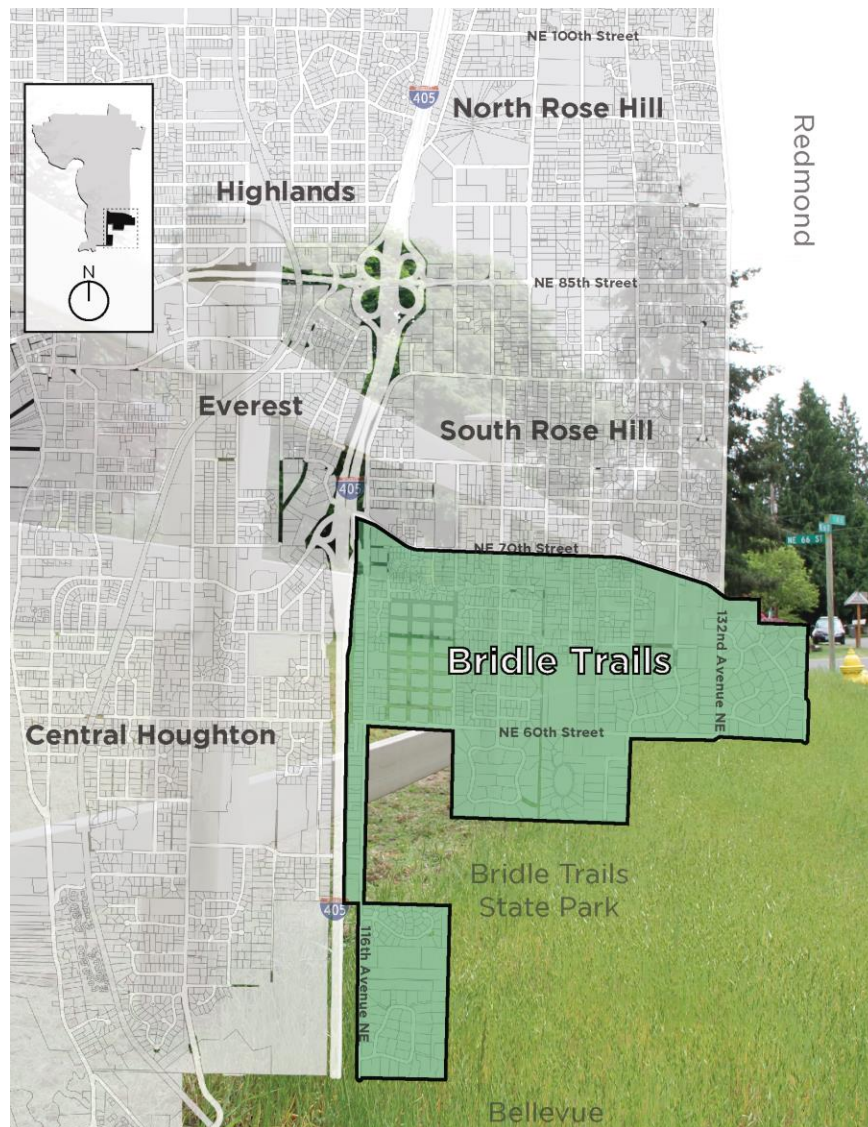 NE 100th Street
405
North Rose Hill
Redmond
Highlands
N
NE 85th Street
Everest
South Rose Hill
405
NE 66 ST
NE 70th Street
132nd Avenue NE
Bridle Trails
Central Houghton
NE 60th Street
Bridle Trails
State Park
405
116th Avenue NE
Bellevue